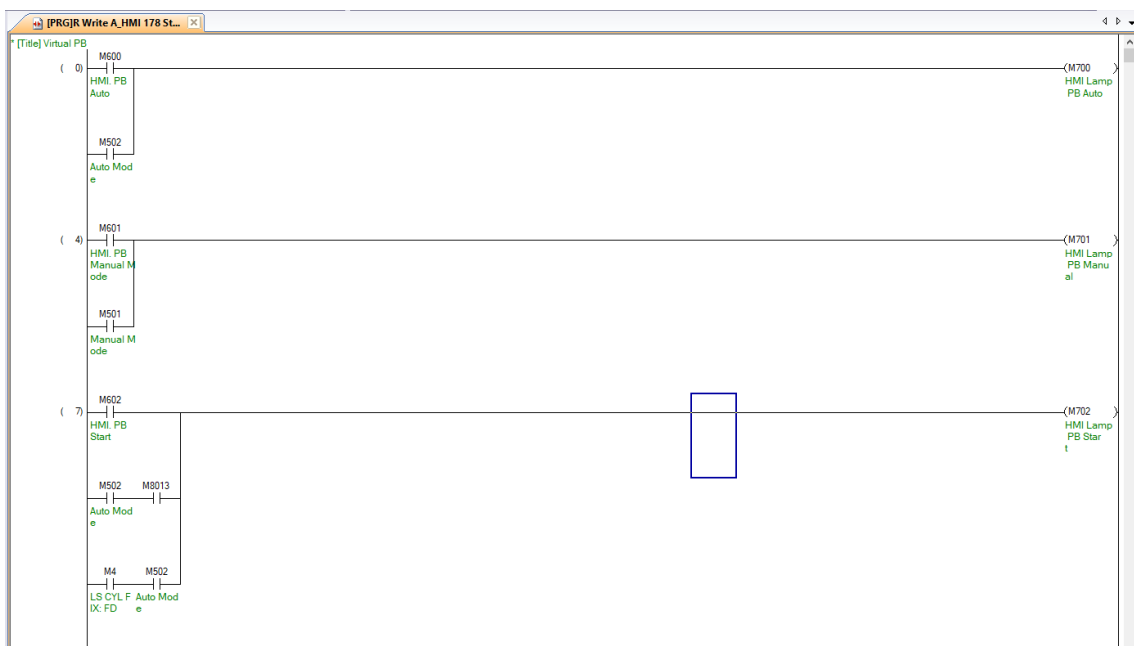 [PRG]R Write A_HMI 178 St...
* [Title] Virtual PB
M600
( 0)
(M700 )
HMI. PB
Auto
HMI Lamp
PB Auto
M502
Auto Mod
e
M601
( 4)
(M701 )
HMI. PB
Manual M
ode
HMI Lamp
PB Manu
al
M501
Manual M
ode
M602
( 7)
(M702 )
HMI. PB
Start
HMI Lamp
PB Star
t
M502 M8013
Auto Mod
e
M4 M502
LS CYL F Auto Mod
IX: FD e